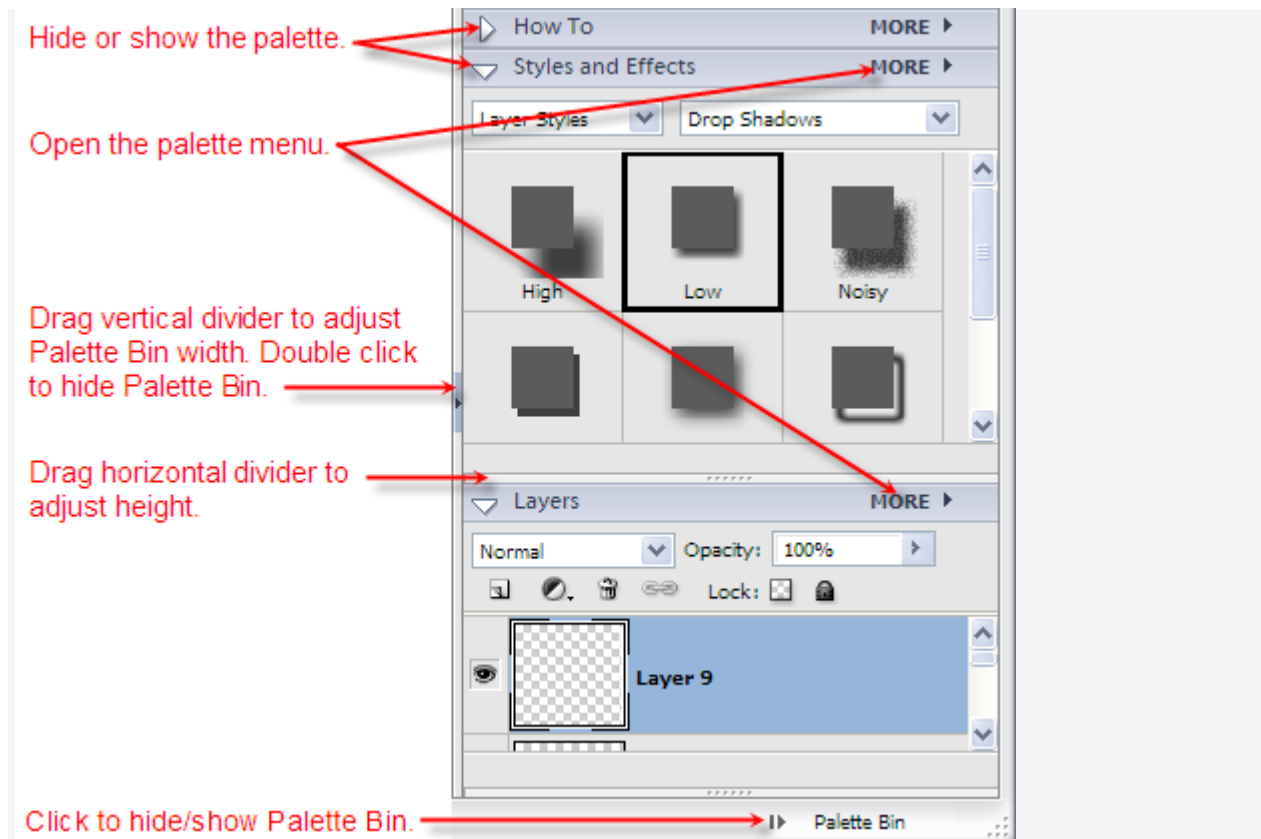 Hide or show the palette.
How To MORE
Styles and Effects MORE
Layer Styles Drop Shadows
Open the palette menu.
High Low Noisy
Drag vertical divider to adjust
Palette Bin width. Double click
to hide Palette Bin.
Drag horizontal divider to
adjust height.
Layers MORE
Normal Opacity: 100%
Lock:
Layer 9
Click to hide/show Palette Bin.
Palette Bin